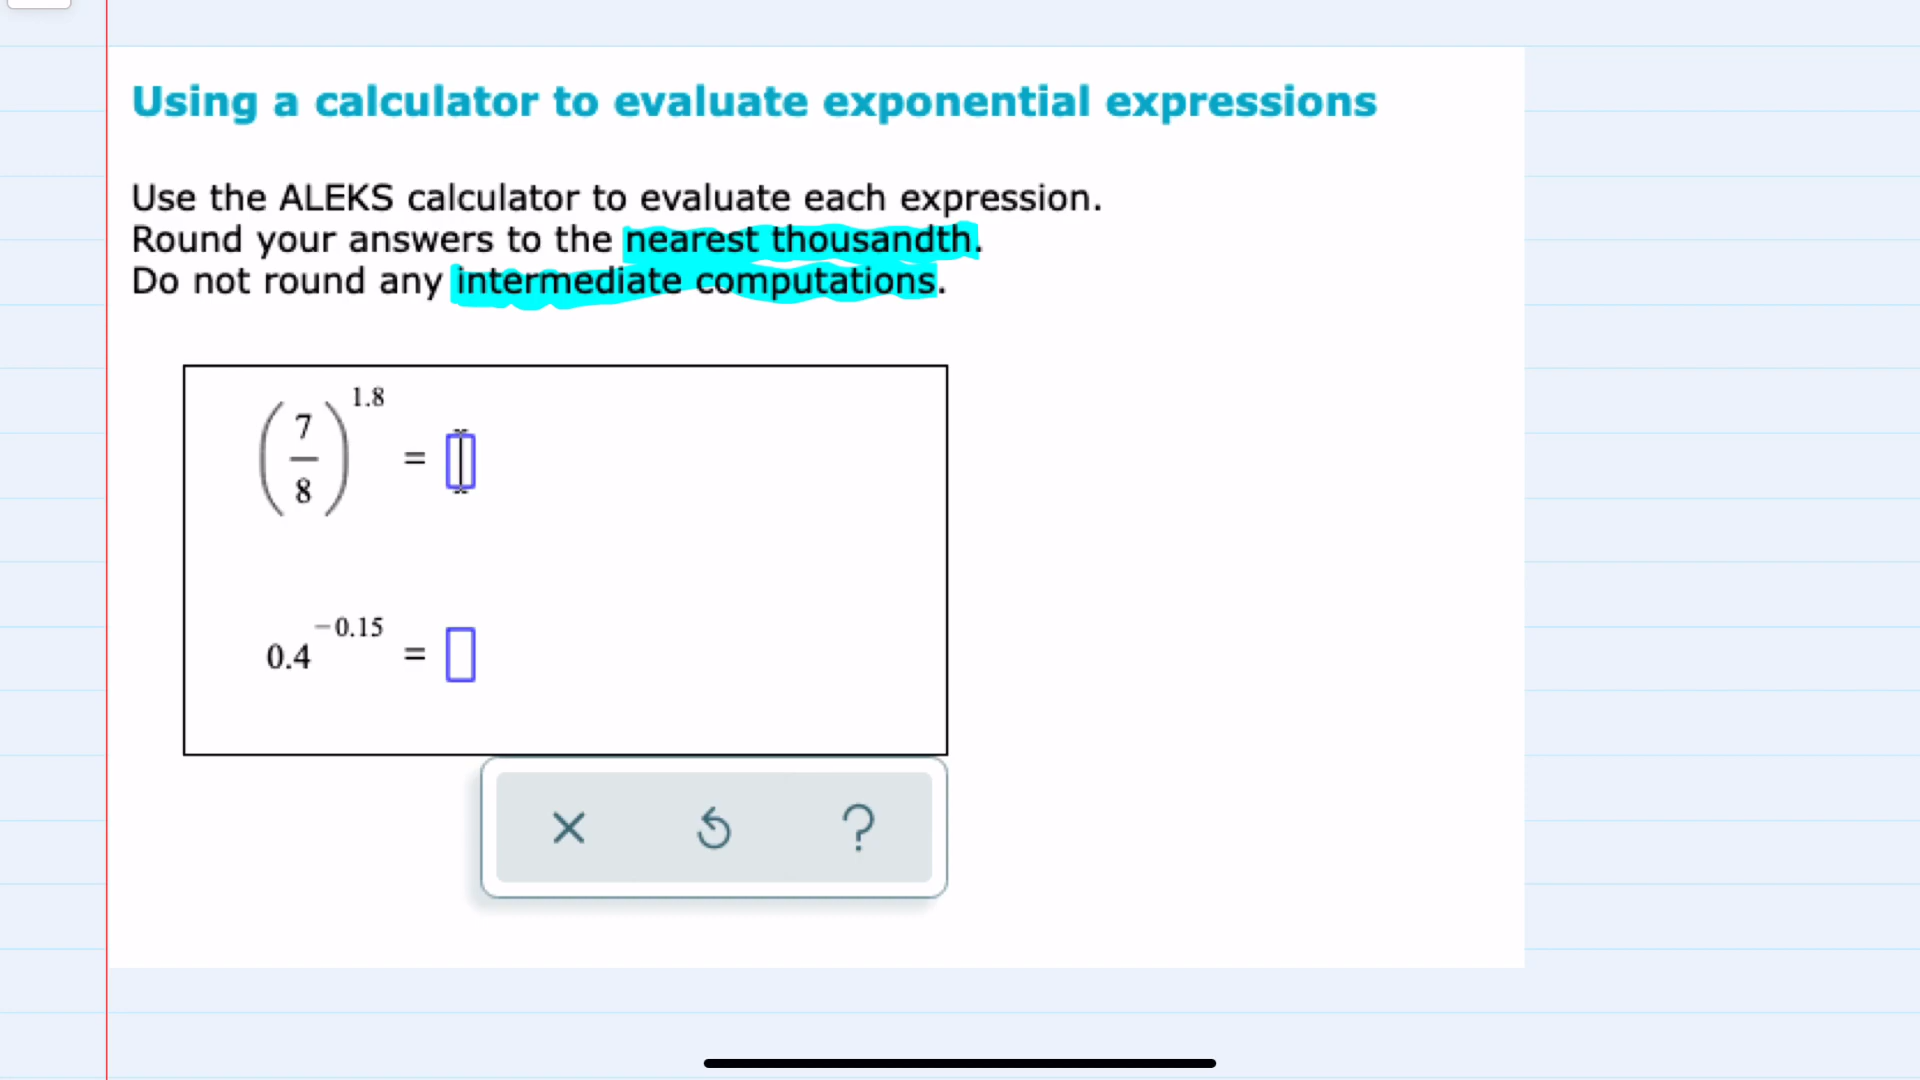 Using a calculator to evaluate exponential expressions
Use the ALEKS calculator to evaluate each expression.
Round your answers to the nearest thousandth.
Do not round any intermediate computations.
(7/8)^1.8 =
0.4^−0.15 =
?